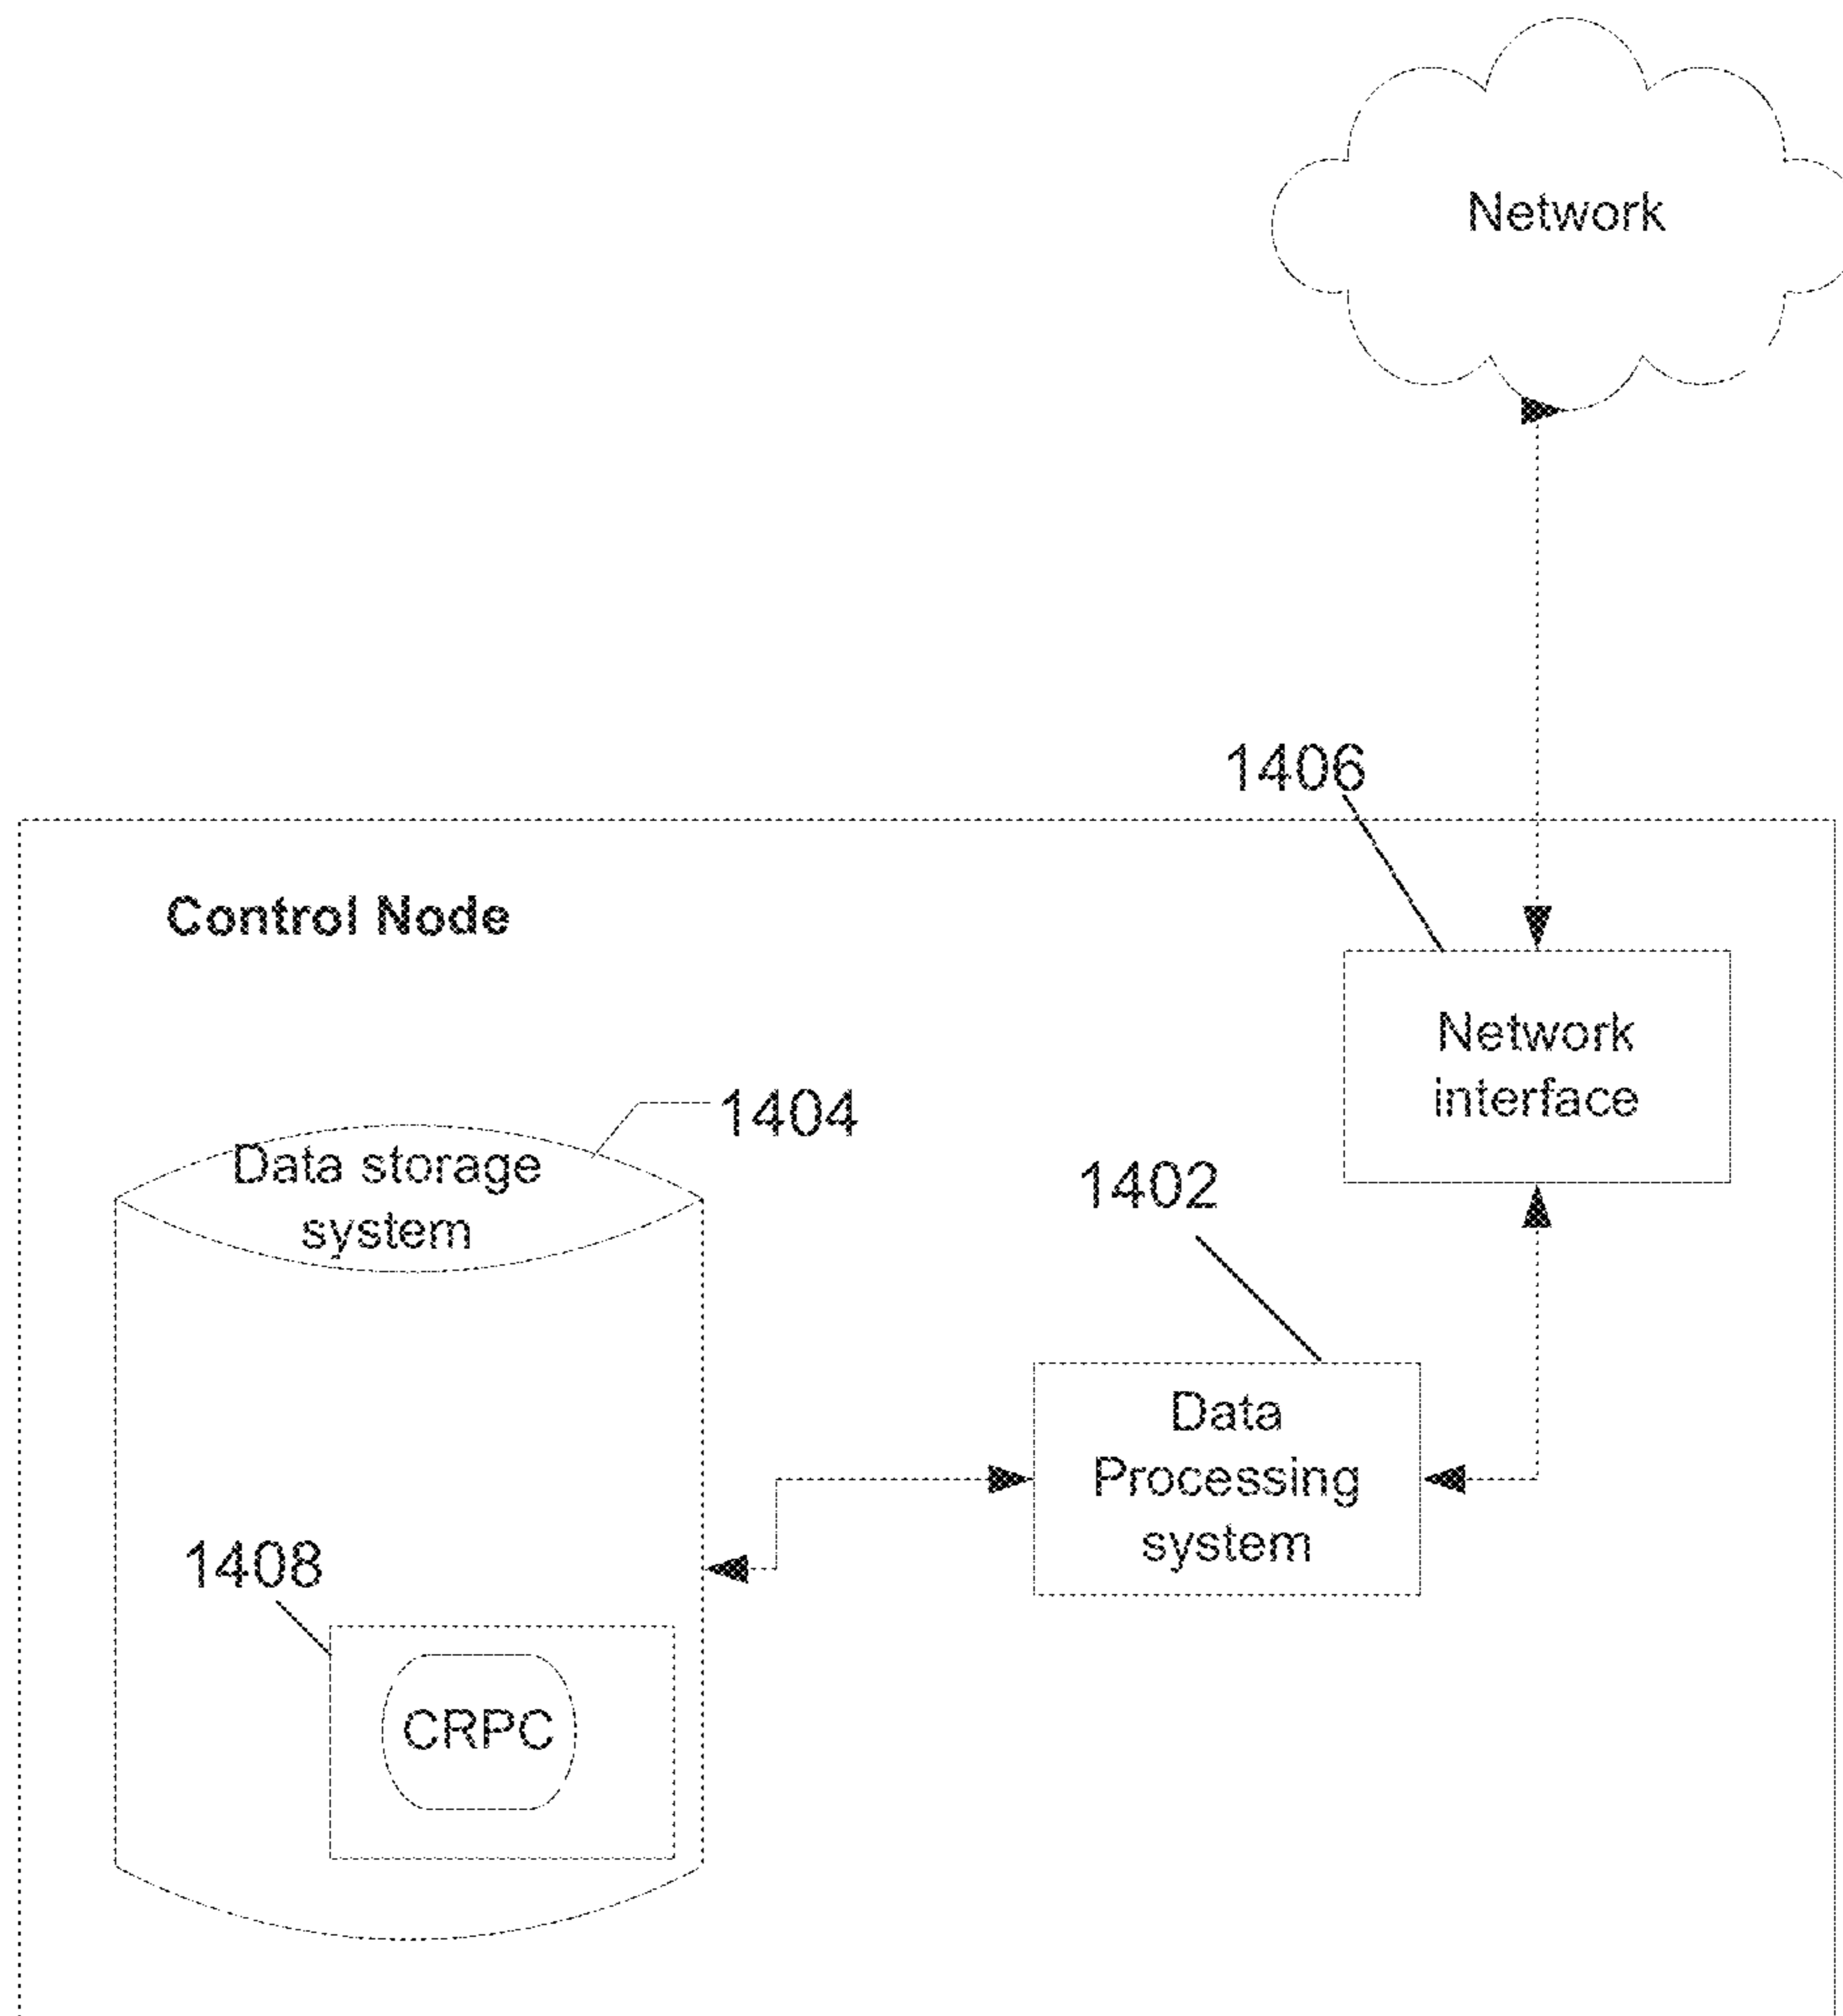 Network
1406
Control Node
Network
interface
1404
Data storage
system
1402
Data
Processing
system
1408
CRPC